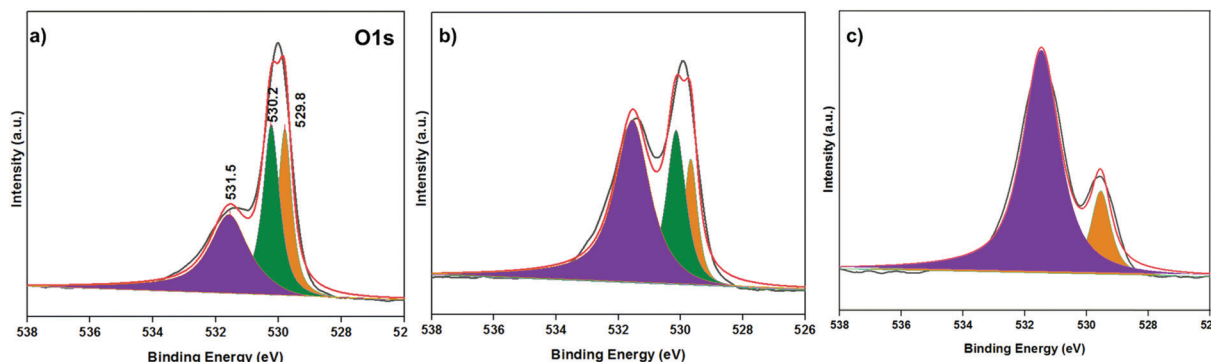 a)
O1s
530.2
529.8
531.5
Intensity (a.u.)
538 536 534 532 530 528 52
Binding Energy (eV)
b)
Intensity (a.u.)
538 536 534 532 530 528 526
Binding Energy (eV)
c)
Intensity (a.u.)
538 536 534 532 530 528 52
Binding Energy (eV)